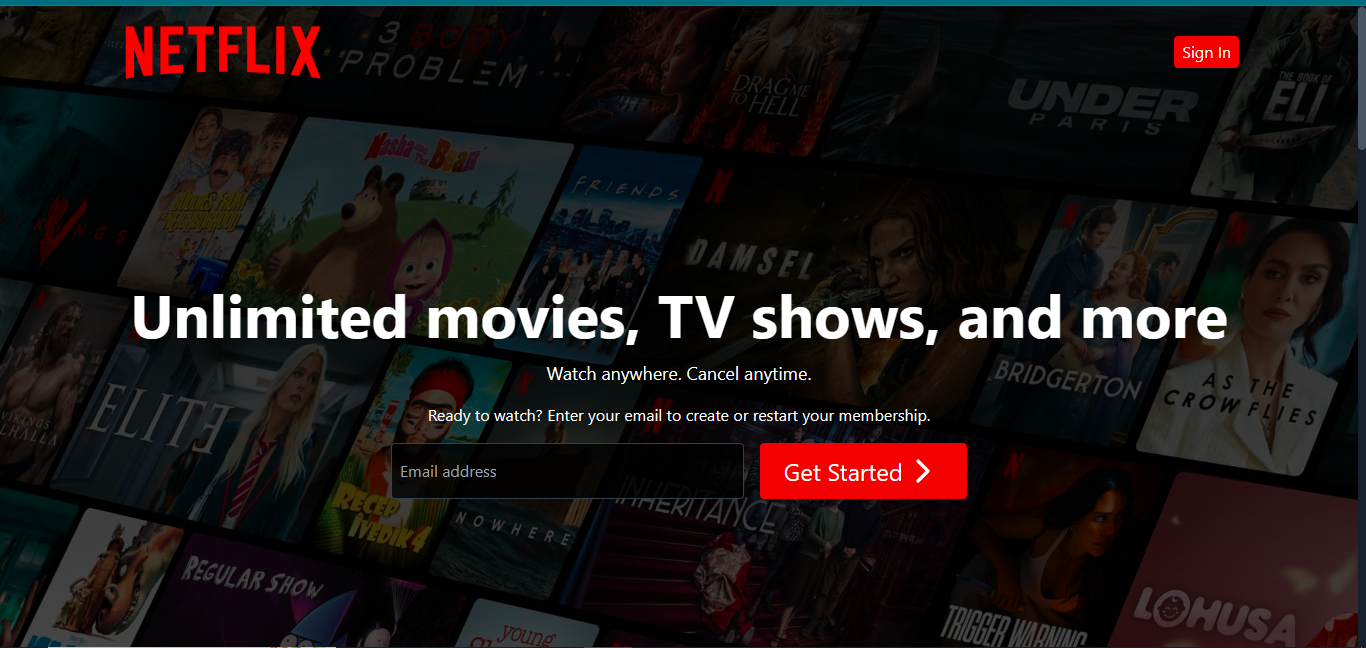 NETFLIX
Sign In
3 BODY
PROBLEM
DRAG ME
TO HELL
UNDER
PARIS
THE BOOK OF
ELI
Masha and The Bear
FRIENDS
VIKINGS
DAMSEL
Unlimited movies, TV shows, and more
Watch anywhere. Cancel anytime.
BRIDGERTON
AS THE
CROW FLIES
Ready to watch? Enter your email to create or restart your membership.
VIKINGS
VALHALLA
ELITE
Email address
Get Started
RECEP
İVEDİK 4
NOWHERE
INHERITANCE
REGULAR SHOW
young
TRIGGER WARNING
LOHUSA